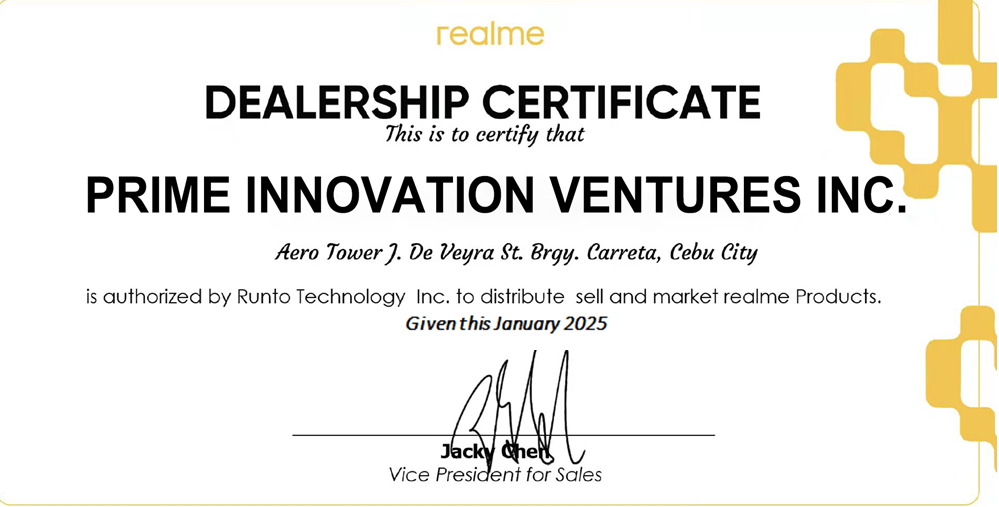 realme
DEALERSHIP CERTIFICATE
This is to certify that
PRIME INNOVATION VENTURES INC.
Aero Tower J. De Veyra St. Brgy. Carreta, Cebu City
is authorized by Runto Technology Inc. to distribute sell and market realme Products.
Given this January 2025
Jacky Chen
Vice President for Sales